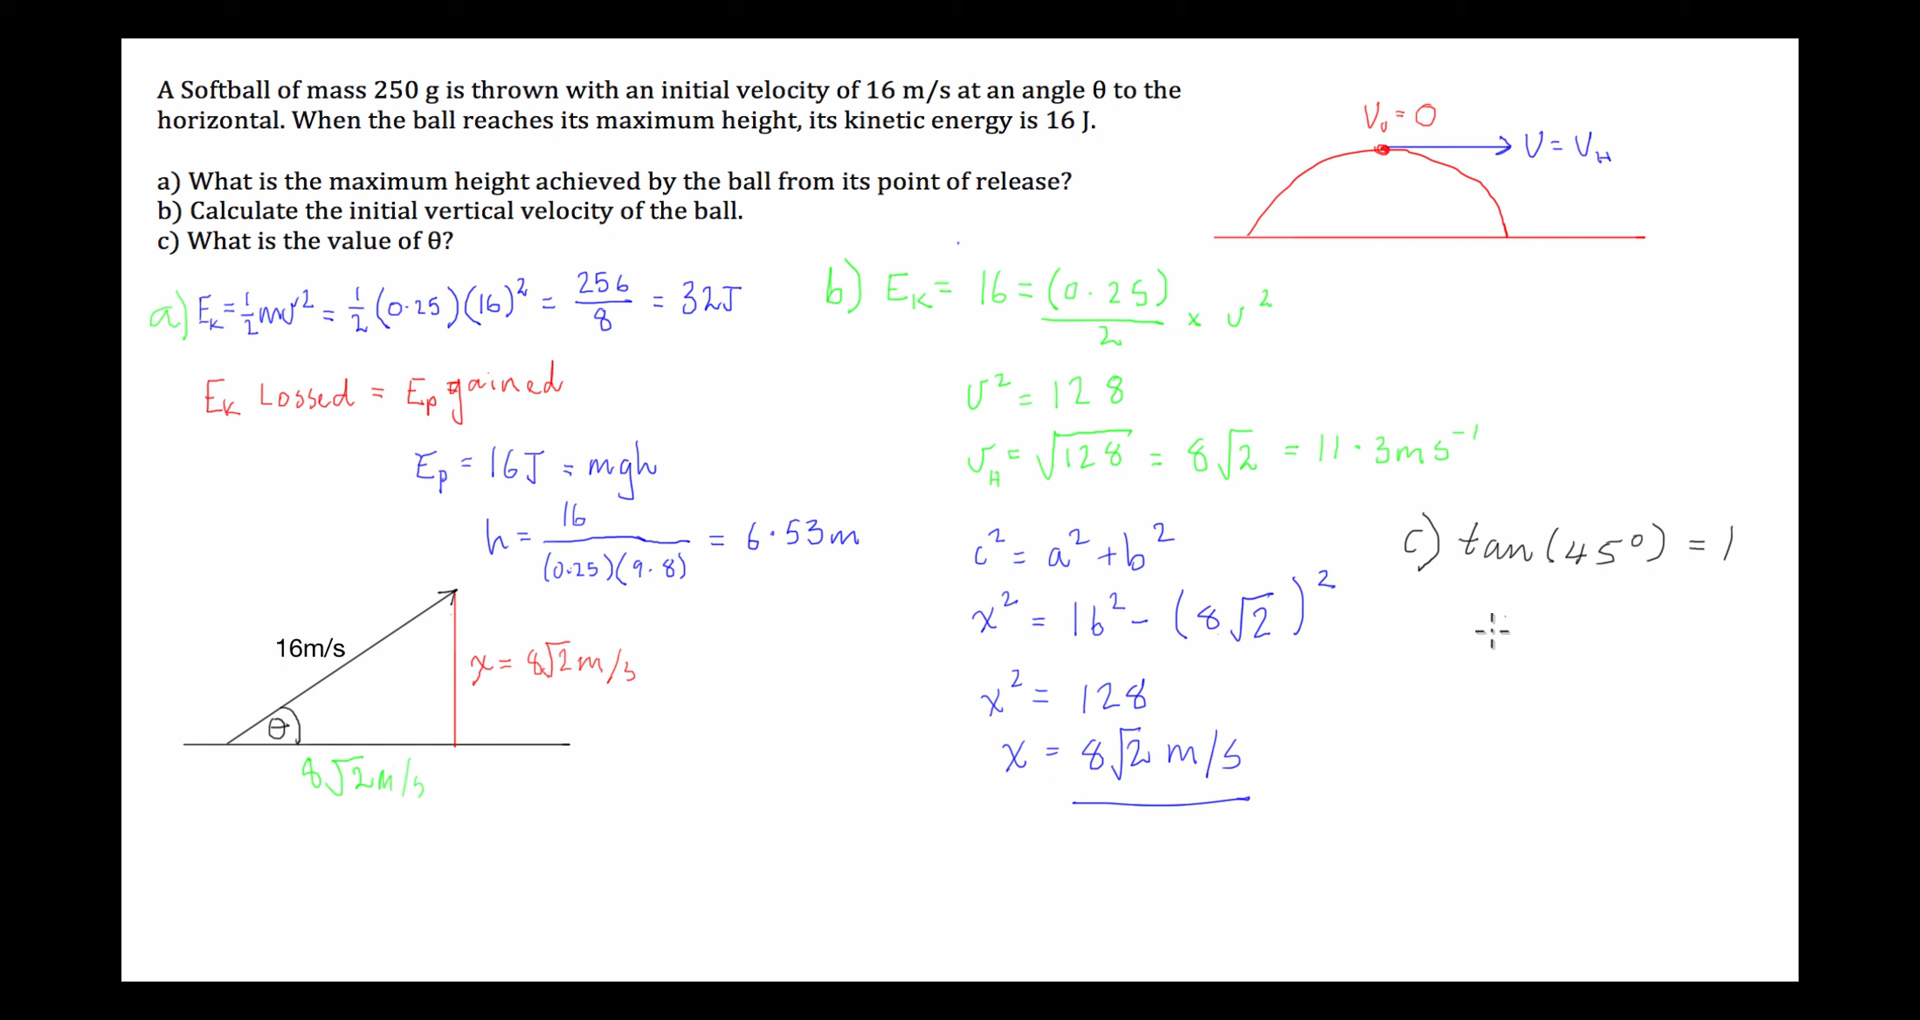 A Softball of mass 250 g is thrown with an initial velocity of 16 m/s at an angle θ to the
horizontal. When the ball reaches its maximum height, its kinetic energy is 16 J.
a) What is the maximum height achieved by the ball from its point of release?
b) Calculate the initial vertical velocity of the ball.
c) What is the value of θ?
Vᵥ = 0
V = V_H
a) E_K = ½mv² = ½(0.25)(16)² = 256/8 = 32J
E_K Lossed = E_p gained
E_p = 16J = mgh
h = 16/(0.25)(9.8) = 6.53m
16m/s
x = 8√2 m/s
θ
8√2 m/s
b) E_K = 16 = (0.25)/2 × v²
v² = 128
v_H = √128 = 8√2 = 11.3ms⁻¹
c² = a² + b²
x² = 16² - (8√2)²
x² = 128
x = 8√2 m/s
c) tan(45°) = 1